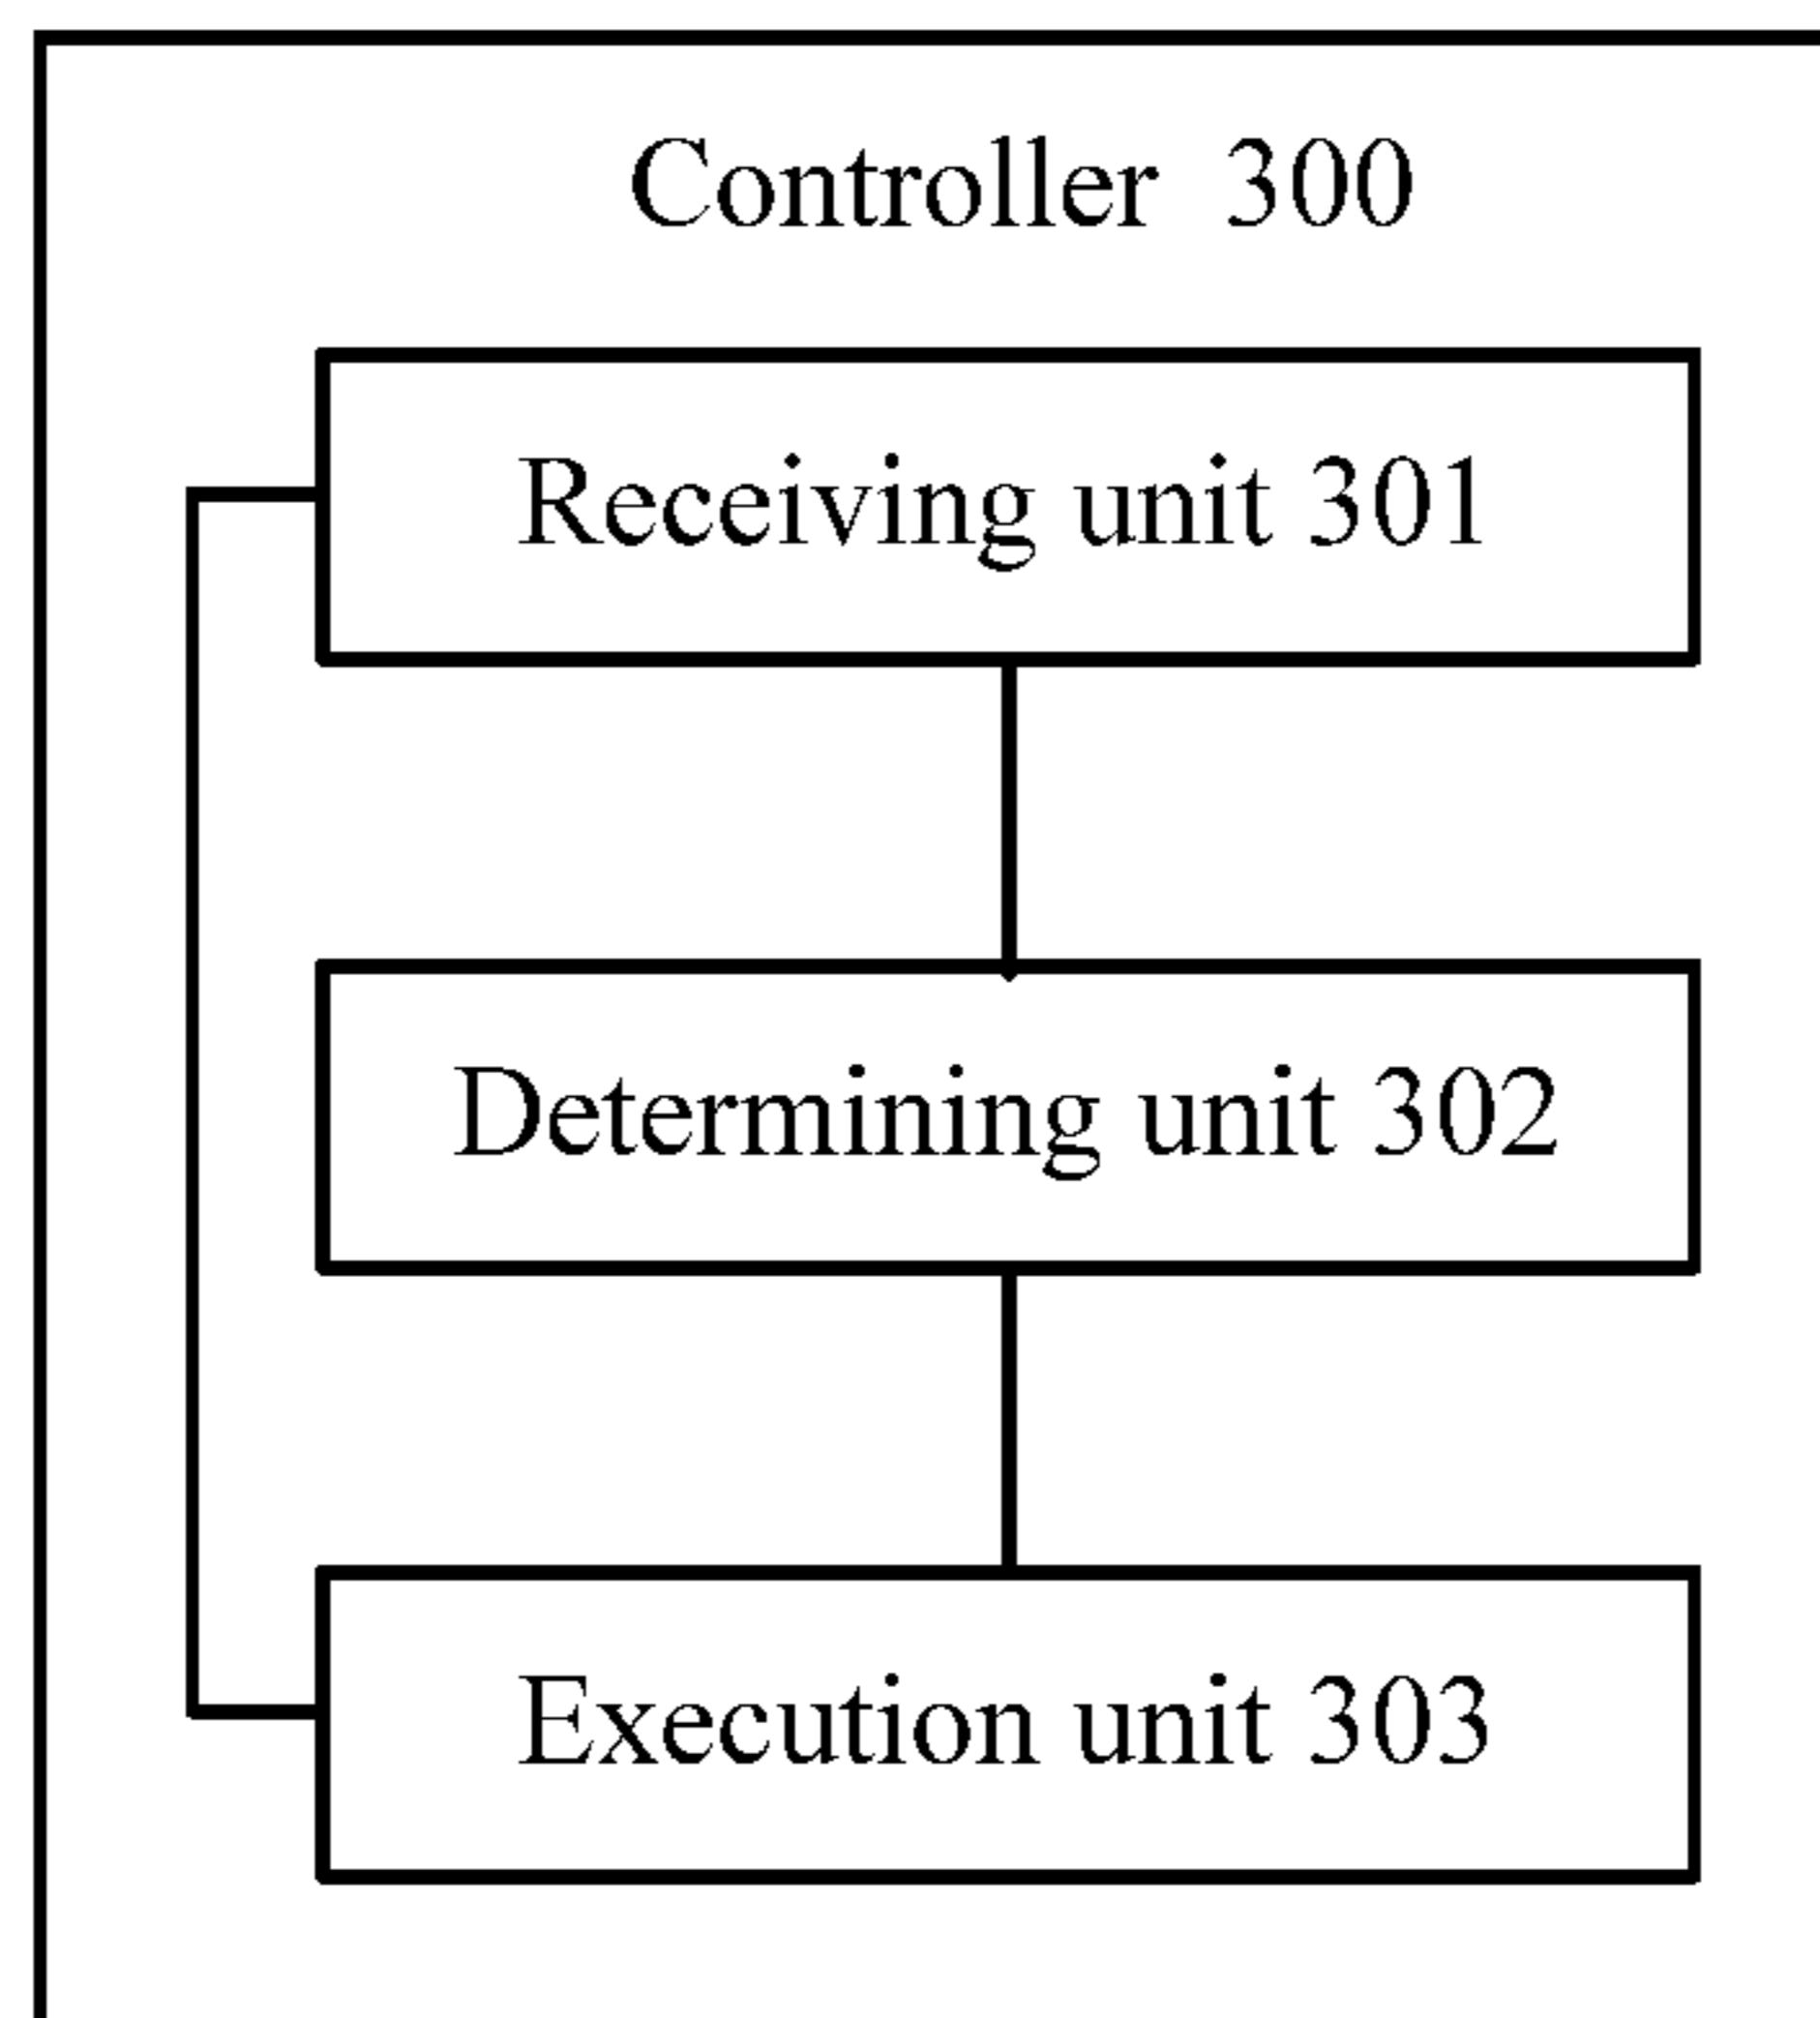 Controller 300
Receiving unit 301
Determining unit 302
Execution unit 303